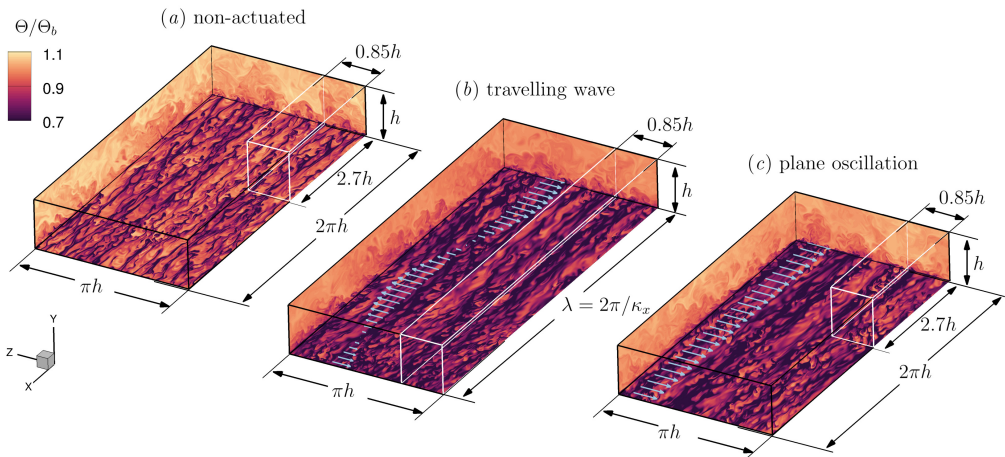 Θ/Θ_b
1.1
0.9
0.7
(a) non-actuated
0.85h
h
2.7h
2πh
πh
(b) travelling wave
0.85h
h
λ = 2π/κ_x
πh
(c) plane oscillation
0.85h
h
2.7h
2πh
πh
Y
Z
X